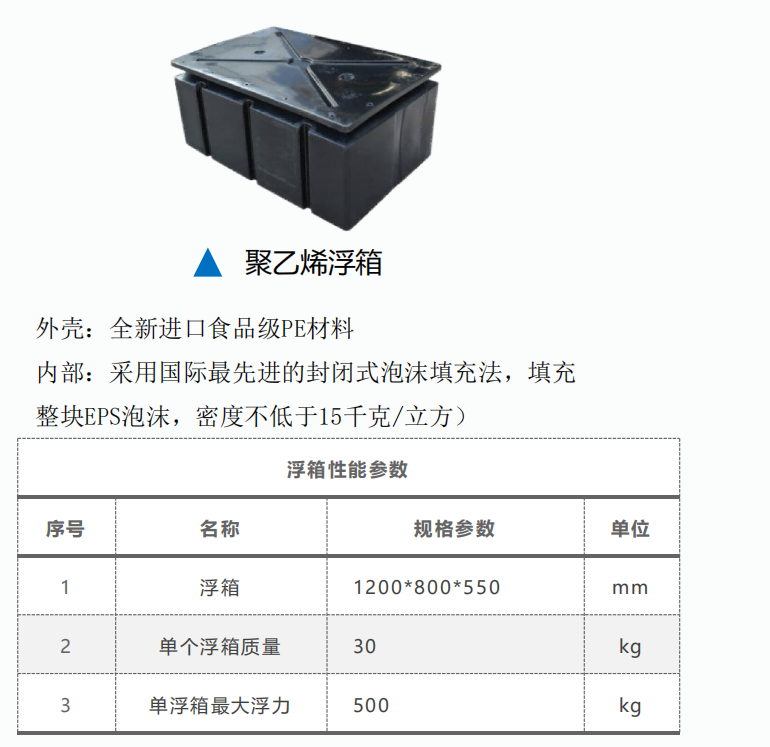 聚乙烯浮箱
外壳：全新进口食品级PE材料
内部：采用国际最先进的封闭式泡沫填充法，填充
整块EPS泡沫，密度不低于15千克/立方）
浮箱性能参数
序号 名称 规格参数 单位
1 浮箱 1200*800*550 mm
2 单个浮箱质量 30 kg
3 单浮箱最大浮力 500 kg